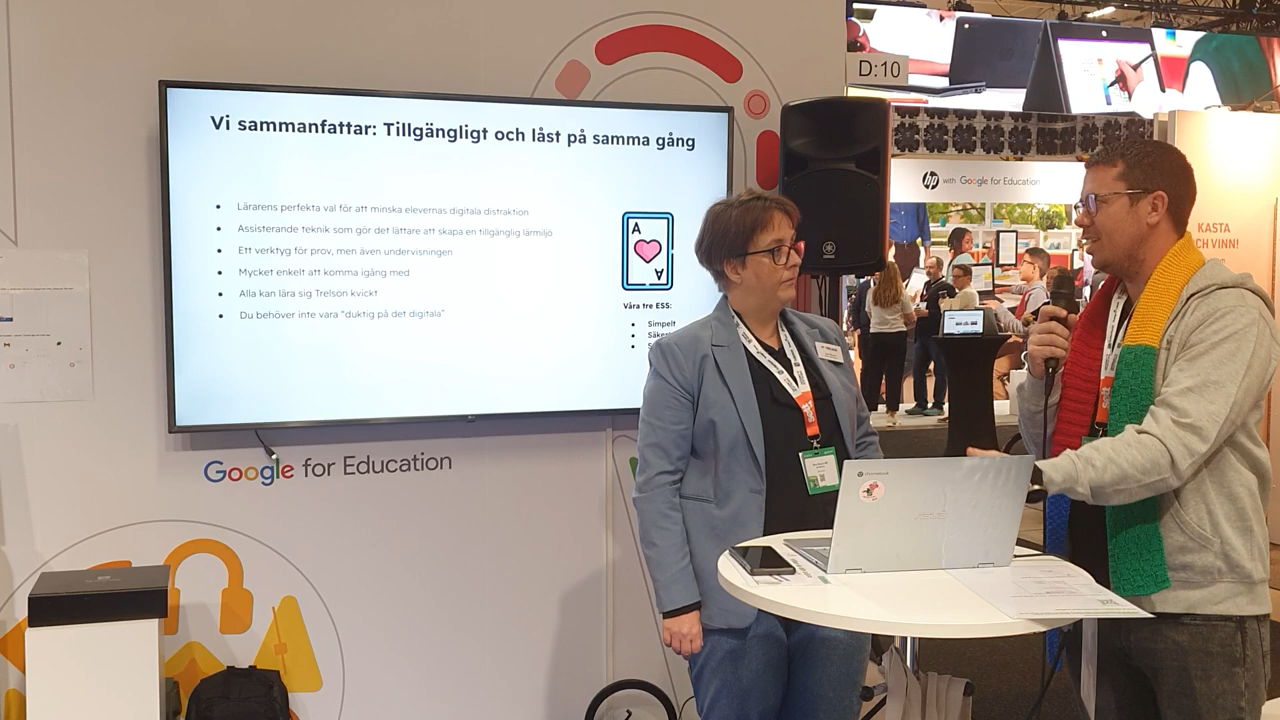 D:10
Vi sammanfattar: Tillgängligt och låst på samma gång
Lärarens perfekta val för att minska elevernas digitala distraktion
Assisterande teknik som gör det lättare att skapa en tillgänglig lärmiljö
Ett verktyg för prov, men även undervisningen
Mycket enkelt att komma igång med
Alla kan lära sig Trelson kvickt
Du behöver inte vara "duktig på det digitala"
A
A
Våra tre ESS:
Simpelt
hp with Google for Education
KASTA
OCH VINN!
Google for Education
chromebook